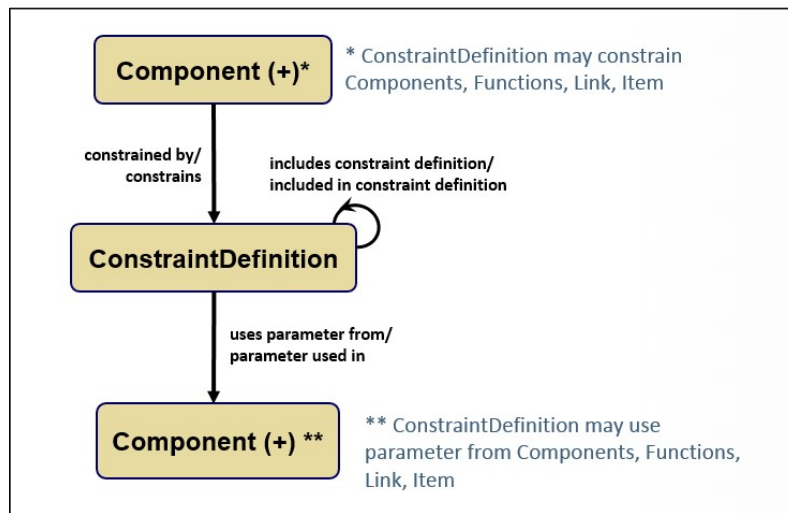 Component (+)*
* ConstraintDefinition may constrain
Components, Functions, Link, Item
constrained by/
constrains
includes constraint definition/
included in constraint definition
ConstraintDefinition
uses parameter from/
parameter used in
Component (+) **
** ConstraintDefinition may use
parameter from Components, Functions,
Link, Item